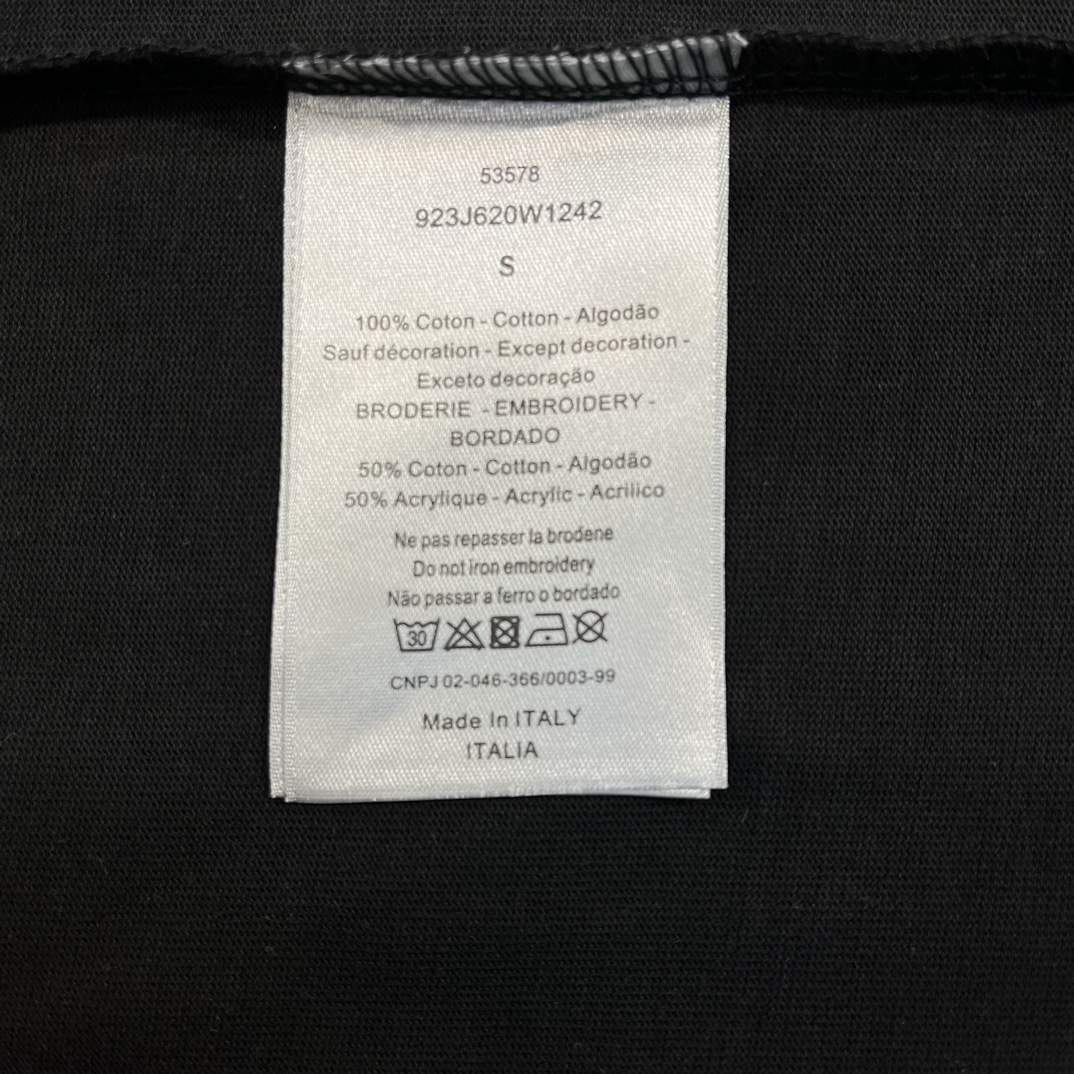 53578
923J620W1242
S
100% Coton - Cotton - Algodão
Sauf décoration - Except decoration -
Exceto decoração
BRODERIE - EMBROIDERY -
BORDADO
50% Coton - Cotton - Algodão
50% Acrylique - Acrylic - Acrilico
Ne pas repasser la brodene
Do not iron embroidery
Não passar a ferro o bordado
30
CNPJ 02-046-366/0003-99
Made In ITALY
ITALIA